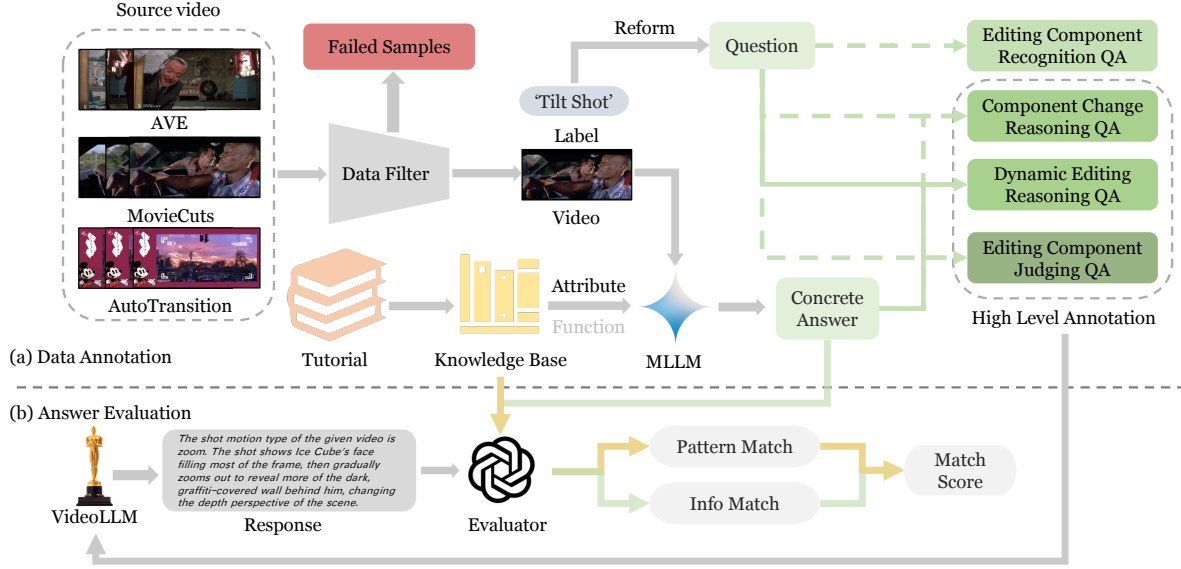 Source video
AVE
MovieCuts
AutoTransition
Failed Samples
Data Filter
Reform
'Tilt Shot'
Label
Video
Question
Editing Component
Recognition QA
Component Change
Reasoning QA
Dynamic Editing
Reasoning QA
Editing Component
Judging QA
High Level Annotation
Tutorial
Knowledge Base
Attribute
Function
MLLM
Concrete
Answer
(a) Data Annotation
(b) Answer Evaluation
VideoLLM
The shot motion type of the given video is
zoom. The shot shows Ice Cube's face
filling most of the frame, then gradually
zooms out to reveal more of the dark,
graffiti-covered wall behind him, changing
the depth perspective of the scene.
Response
Evaluator
Pattern Match
Info Match
Match
Score